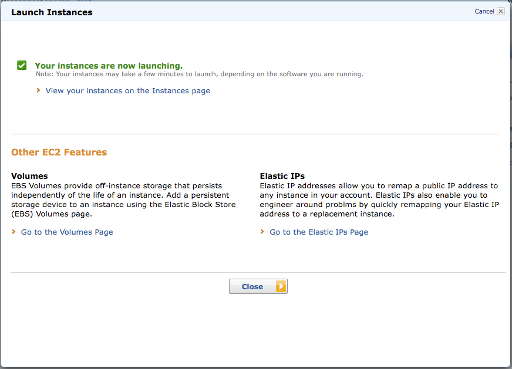 Launch Instances
Cancel
Your instances are now launching.
Note: Your instances may take a few minutes to launch, depending on the software you are running.
View your instances on the Instances page
Other EC2 Features
Volumes
EBS Volumes provide off-instance storage that persists
independently of the life of an instance. Add a persistent
storage device to an instance using the Elastic Block Store
(EBS) Volumes page.
Go to the Volumes Page
Elastic IPs
Elastic IP addresses allow you to remap a public IP address to
any instance in your account. Elastic IPs also enable you to
engineer around problms by quickly remapping your Elastic IP
address to a replacement instance.
Go to the Elastic IPs Page
Close